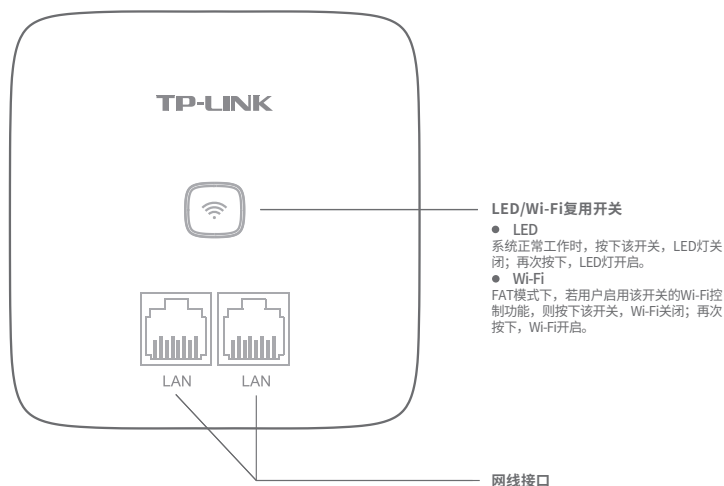 TP-LINK
LED/Wi-Fi复用开关
● LED
系统正常工作时，按下该开关，LED灯关
闭；再次按下，LED灯开启。
● Wi-Fi
FAT模式下，若用户启用该开关的Wi-Fi控
制功能，则按下该开关，Wi-Fi关闭；再次
按下，Wi-Fi开启。
LAN LAN
网线接口